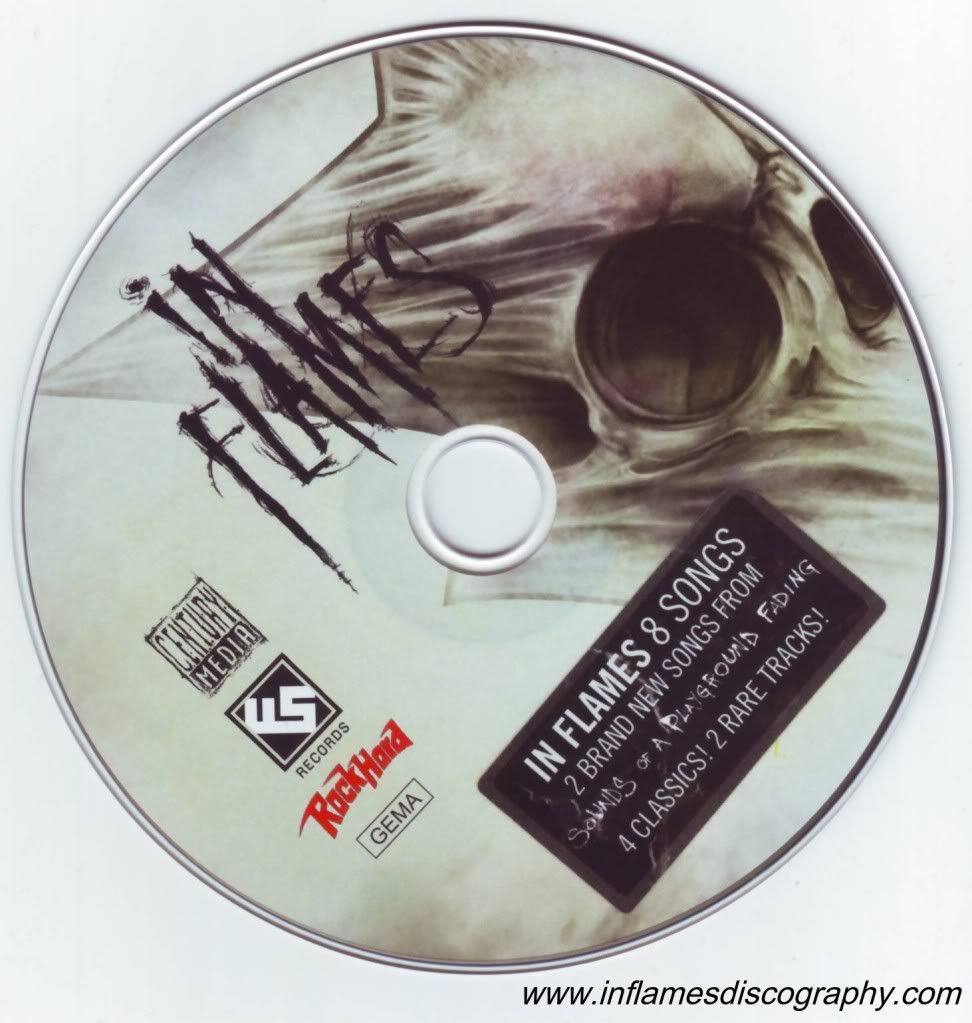 IN
FLAMES
CENTURY
MEDIA
RECORDS
RockHard
GEMA
IN FLAMES 8 SONGS
2 BRAND NEW SONGS FROM
SOUNDS OF A PLAYGROUND FADING
4 CLASSICS! 2 RARE TRACKS!
www.inflamesdiscography.com